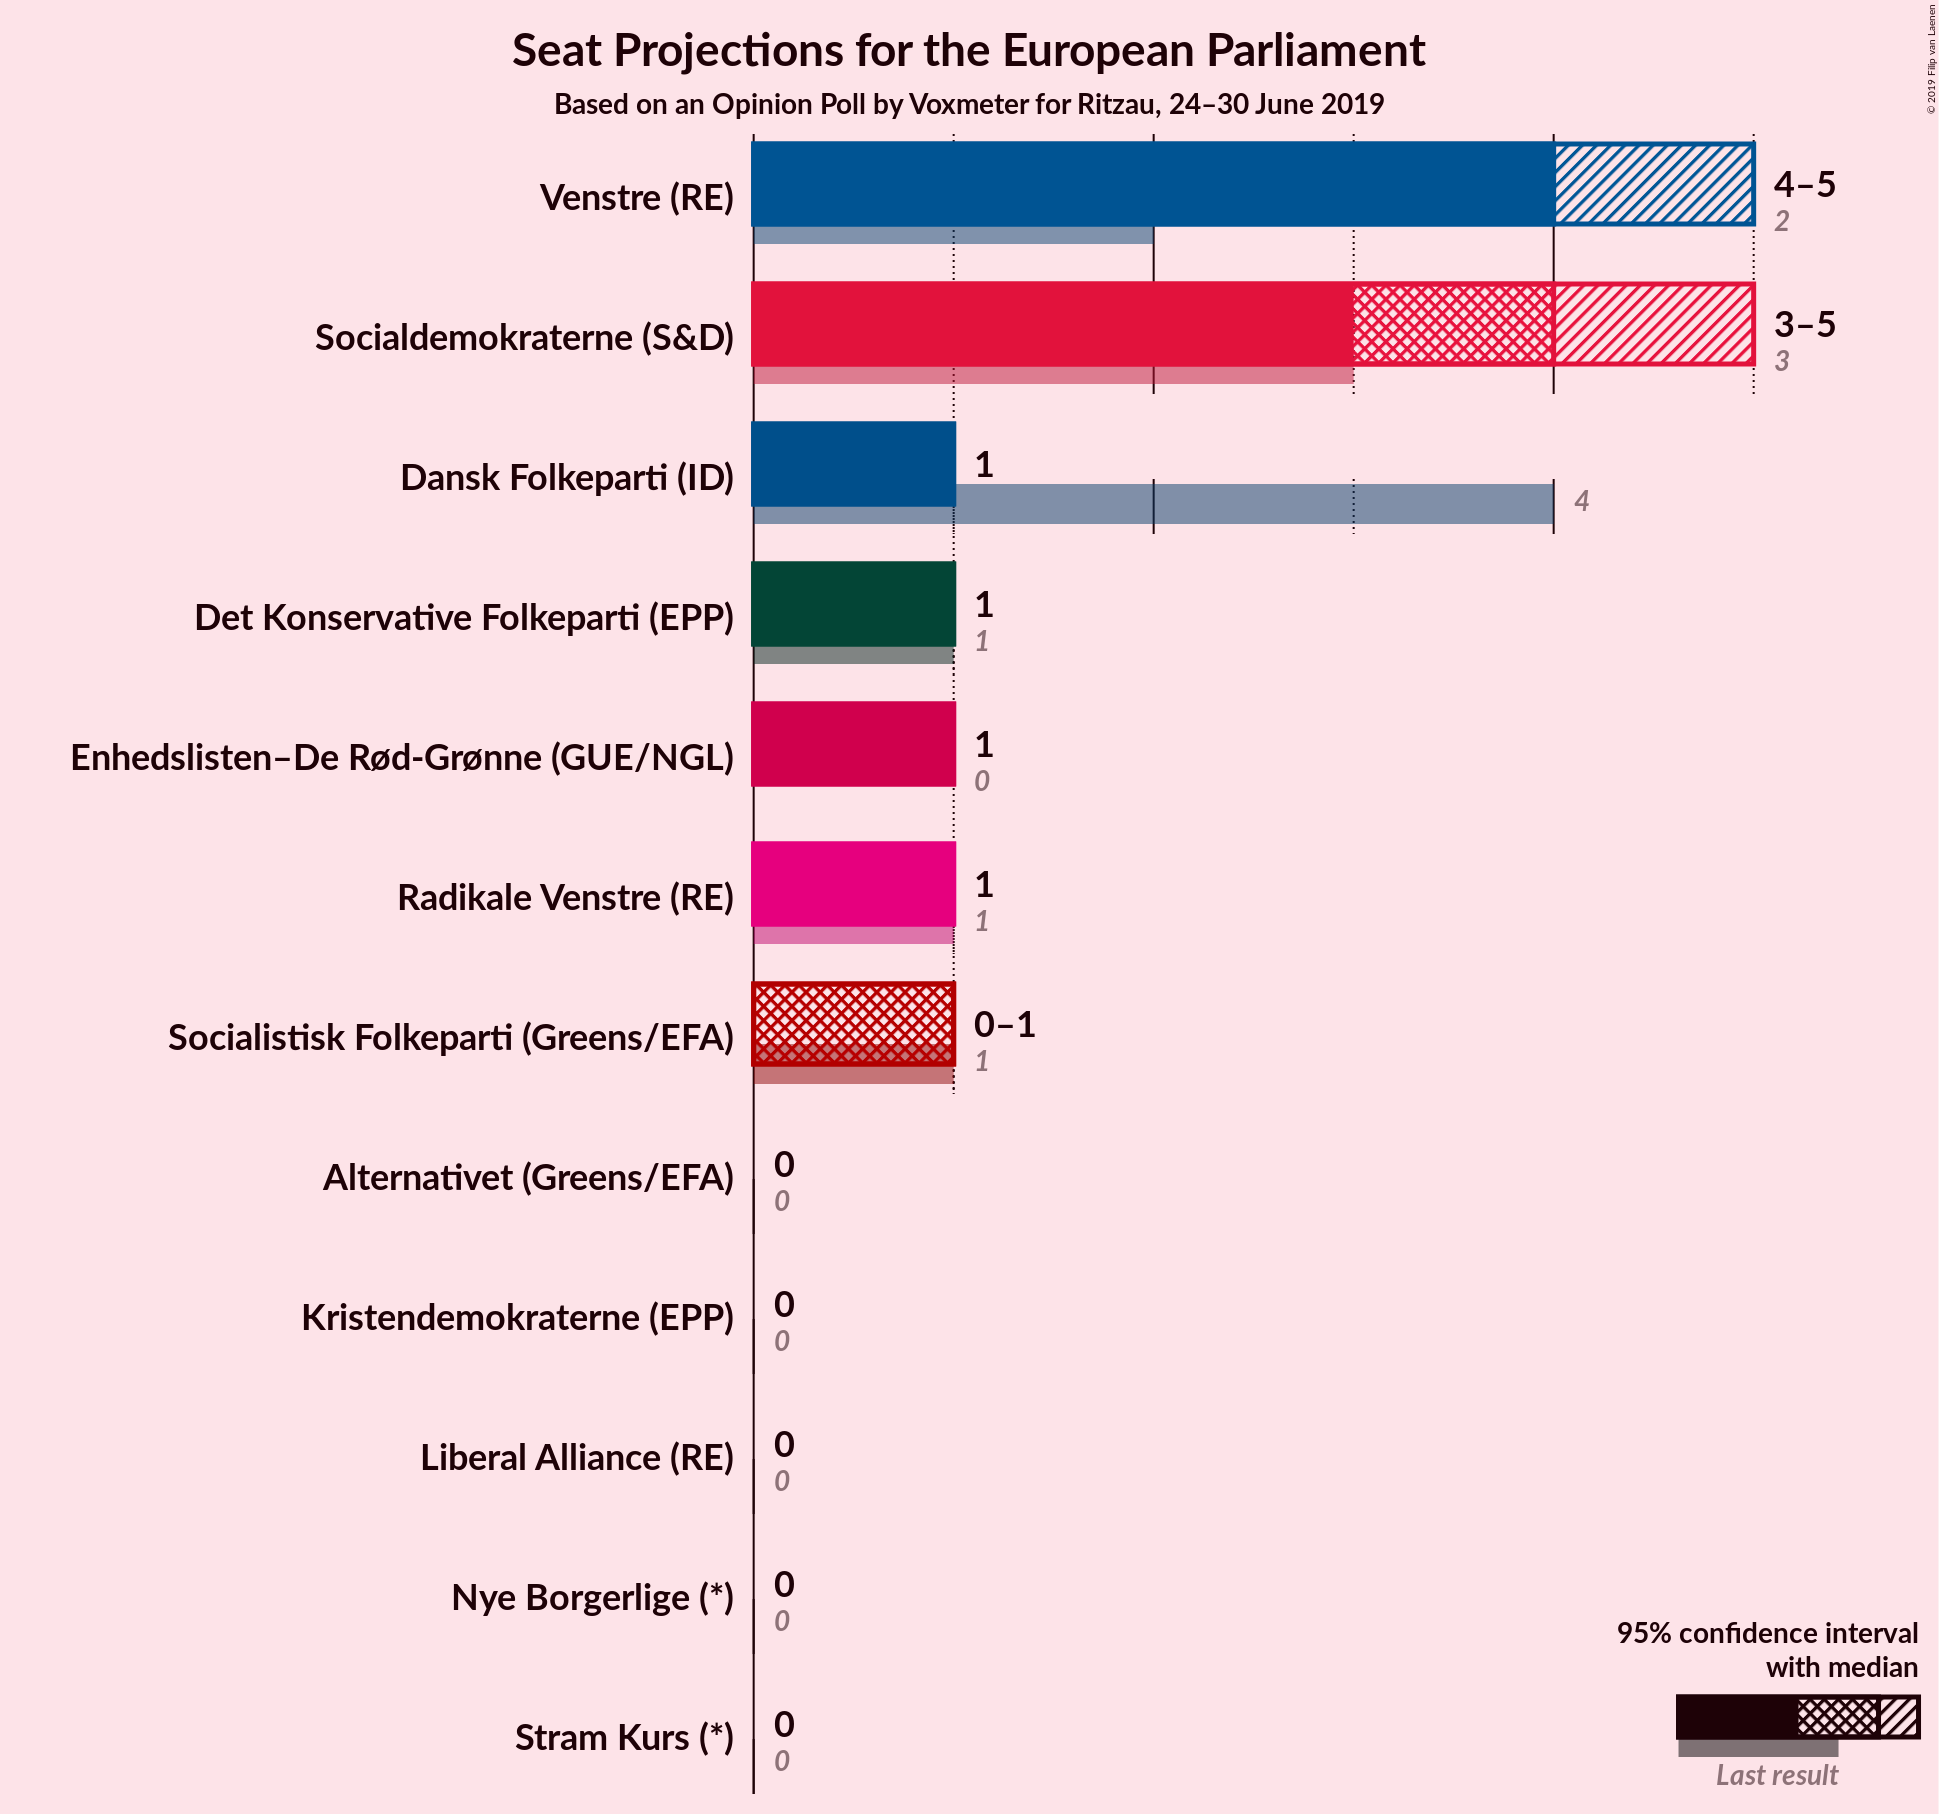 Seat Projections for the European Parliament
Based on an Opinion Poll by Voxmeter for Ritzau, 24–30 June 2019
© 2019 Filip van Laenen
Venstre (RE)
4–5
2
Socialdemokraterne (S&D)
3–5
3
Dansk Folkeparti (ID)
1
4
Det Konservative Folkeparti (EPP)
1
1
Enhedslisten–De Rød-Grønne (GUE/NGL)
1
0
Radikale Venstre (RE)
1
1
Socialistisk Folkeparti (Greens/EFA)
0–1
1
Alternativet (Greens/EFA)
0
0
Kristendemokraterne (EPP)
0
0
Liberal Alliance (RE)
0
0
Nye Borgerlige (*)
0
0
Stram Kurs (*)
0
0
95% confidence interval
with median
Last result